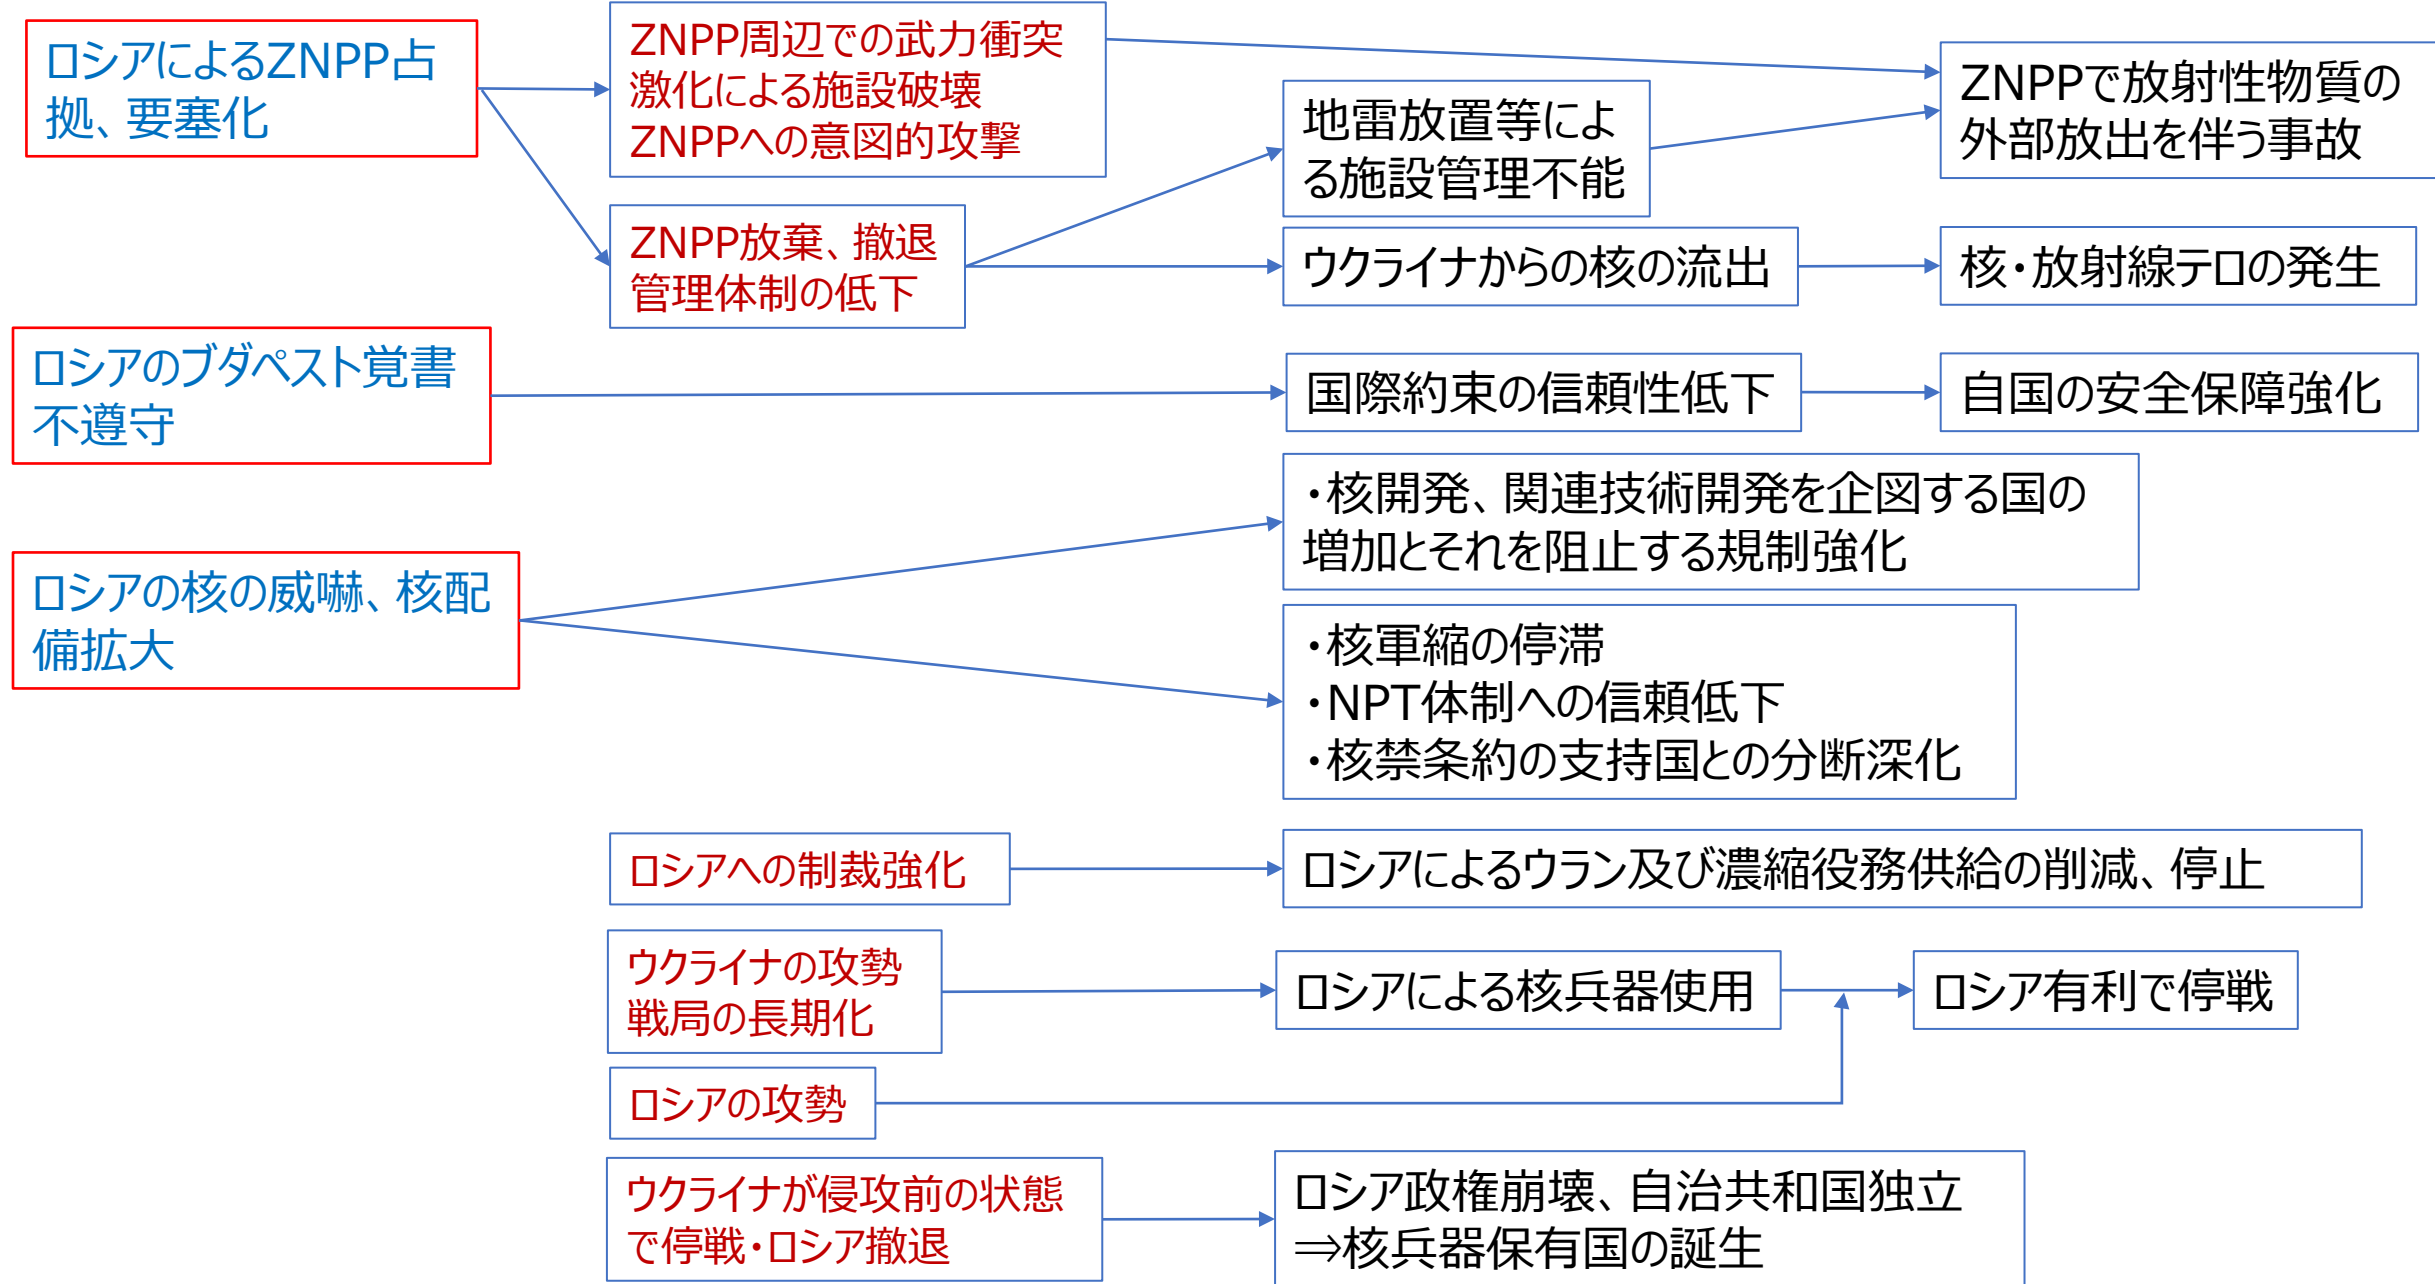 ロシアによるZNPP占
拠、要塞化
ZNPP周辺での武力衝突
激化による施設破壊
ZNPPへの意図的攻撃
地雷放置等によ
る施設管理不能
ZNPPで放射性物質の
外部放出を伴う事故
ZNPP放棄、撤退
管理体制の低下
ウクライナからの核の流出
核・放射線テロの発生
ロシアのブダペスト覚書
不遵守
国際約束の信頼性低下
自国の安全保障強化
ロシアの核の威嚇、核配
備拡大
・核開発、関連技術開発を企図する国の
増加とそれを阻止する規制強化
・核軍縮の停滞
・NPT体制への信頼低下
・核禁条約の支持国との分断深化
ロシアへの制裁強化
ロシアによるウラン及び濃縮役務供給の削減、停止
ウクライナの攻勢
戦局の長期化
ロシアによる核兵器使用
ロシア有利で停戦
ロシアの攻勢
ウクライナが侵攻前の状態
で停戦・ロシア撤退
ロシア政権崩壊、自治共和国独立
⇒核兵器保有国の誕生